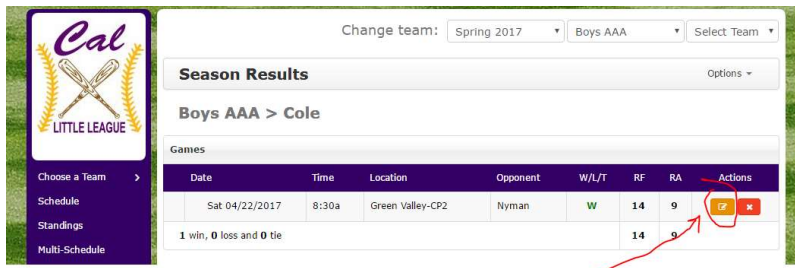 Cal
LITTLE LEAGUE
Choose a Team
Schedule
Standings
Multi-Schedule
Change team: Spring 2017 Boys AAA Select Team
Season Results Options
Boys AAA > Cole
Games
Date Time Location Opponent W/L/T RF RA Actions
Sat 04/22/2017 8:30a Green Valley-CP2 Nyman W 14 9
1 win, 0 loss and 0 tie 14 9